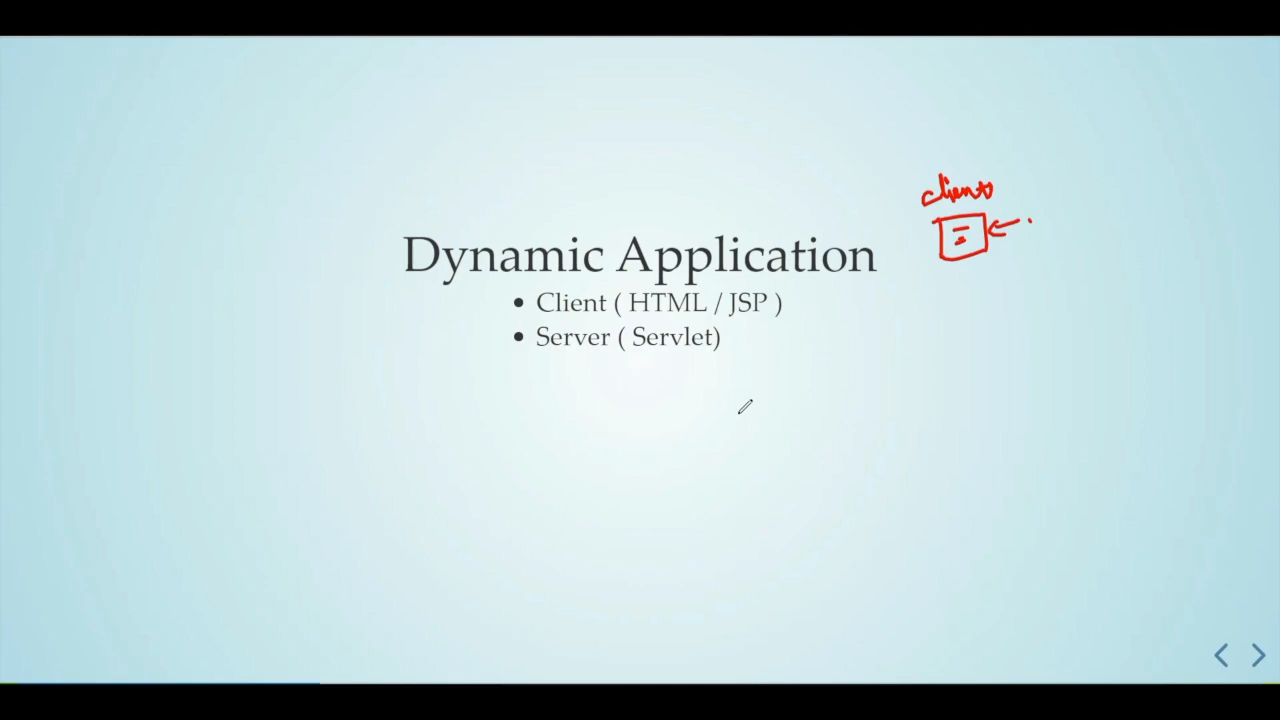 client
Dynamic Application
• Client ( HTML / JSP )
• Server ( Servlet)